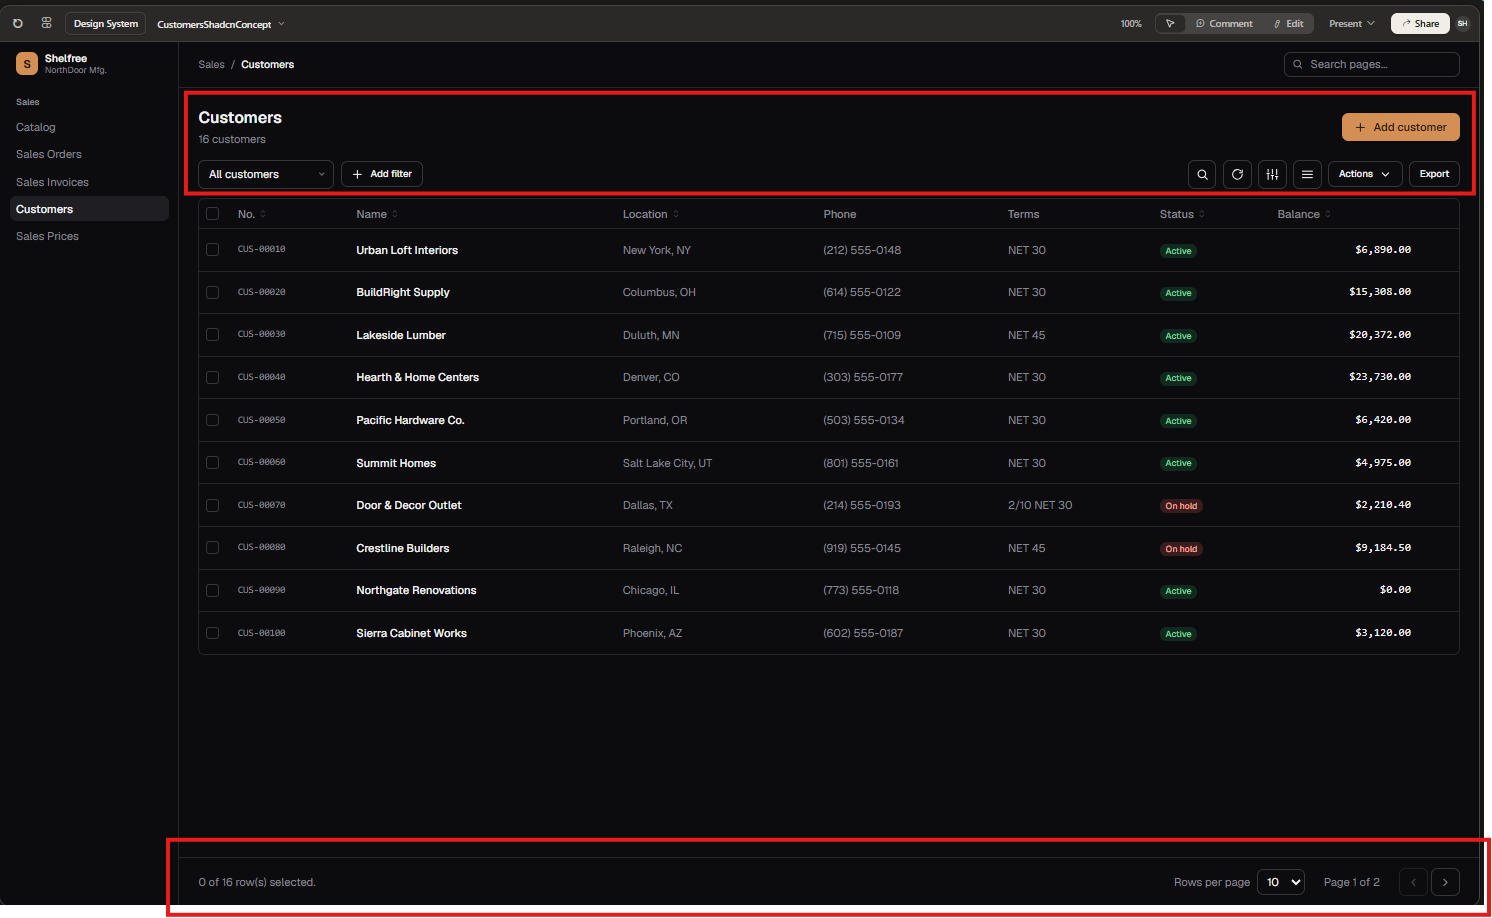 Design System CustomersShadcnConcept 100% Comment Edit Present Share SH
S Shelfree
NorthDoor Mfg.
Sales / Customers Search pages...
Sales
Catalog
Sales Orders
Sales Invoices
Customers
Sales Prices
Customers
16 customers
+ Add customer
All customers + Add filter Actions Export
No. Name Location Phone Terms Status Balance
CUS-00010 Urban Loft Interiors New York, NY (212) 555-0148 NET 30 Active $6,890.00
CUS-00020 BuildRight Supply Columbus, OH (614) 555-0122 NET 30 Active $15,308.00
CUS-00030 Lakeside Lumber Duluth, MN (715) 555-0109 NET 45 Active $20,372.00
CUS-00040 Hearth & Home Centers Denver, CO (303) 555-0177 NET 30 Active $23,730.00
CUS-00050 Pacific Hardware Co. Portland, OR (503) 555-0134 NET 30 Active $6,420.00
CUS-00060 Summit Homes Salt Lake City, UT (801) 555-0161 NET 30 Active $4,975.00
CUS-00070 Door & Decor Outlet Dallas, TX (214) 555-0193 2/10 NET 30 On hold $2,210.40
CUS-00080 Crestline Builders Raleigh, NC (919) 555-0145 NET 45 On hold $9,184.50
CUS-00090 Northgate Renovations Chicago, IL (773) 555-0118 NET 30 Active $0.00
CUS-00100 Sierra Cabinet Works Phoenix, AZ (602) 555-0187 NET 30 Active $3,120.00
0 of 16 row(s) selected. Rows per page 10 Page 1 of 2